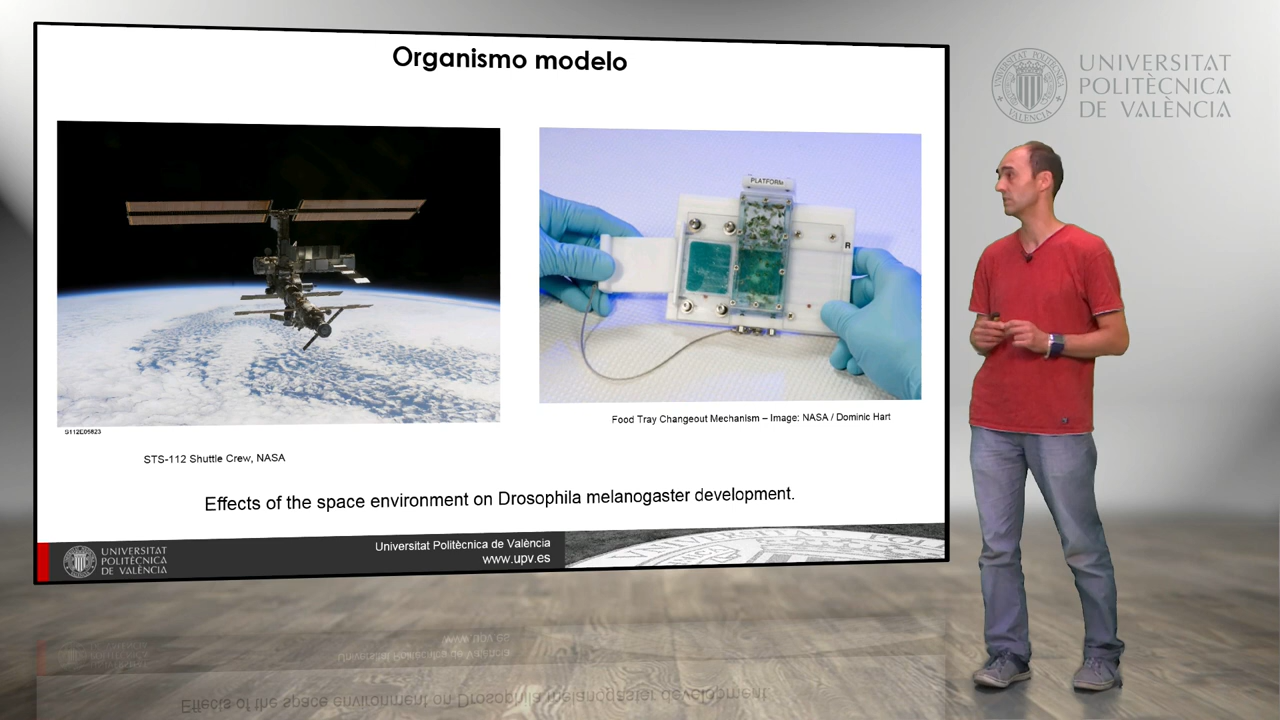 Organismo modelo
UNIVERSITAT
POLITÈCNICA
DE VALÈNCIA
PLATFORM
R
S112E05823
Food Tray Changeout Mechanism – Image: NASA / Dominic Hart
STS-112 Shuttle Crew, NASA
Effects of the space environment on Drosophila melanogaster development.
UNIVERSITAT
POLITÈCNICA
DE VALÈNCIA
Universitat Politècnica de València
www.upv.es